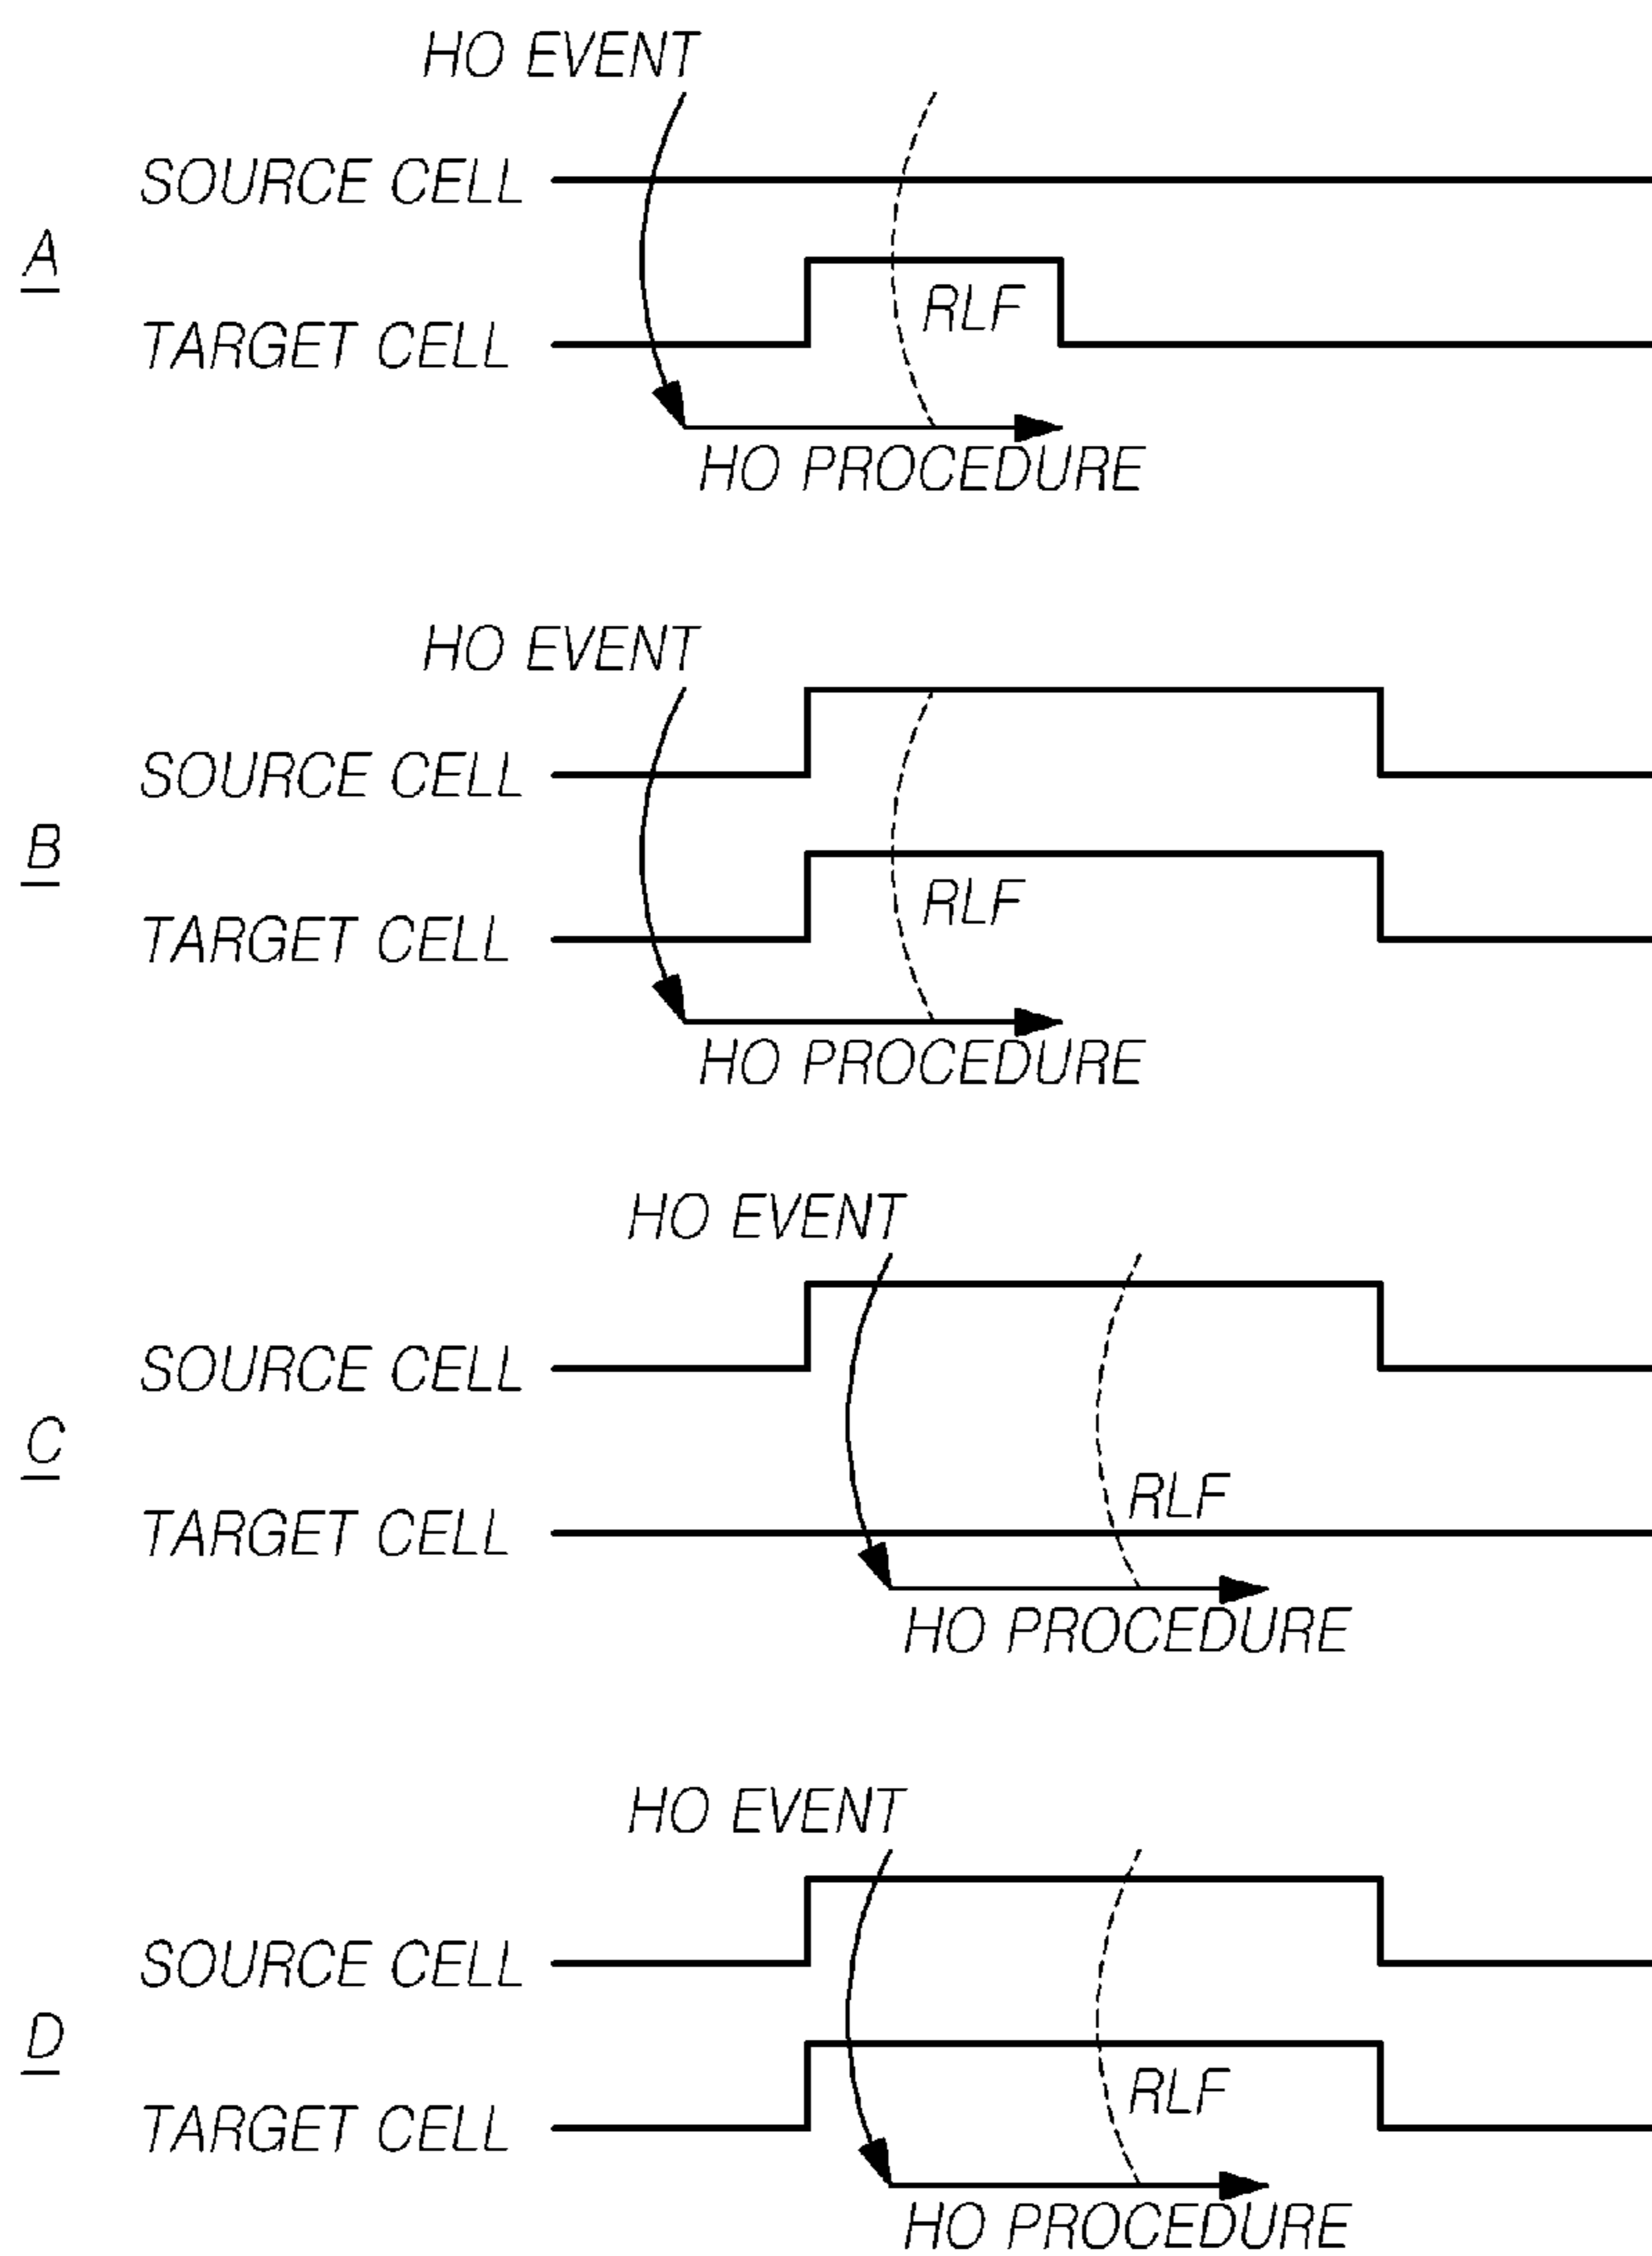 HO EVENT
SOURCE CELL
A
RLF
TARGET CELL
HO PROCEDURE
HO EVENT
SOURCE CELL
B
RLF
TARGET CELL
HO PROCEDURE
HO EVENT
SOURCE CELL
C
RLF
TARGET CELL
HO PROCEDURE
HO EVENT
SOURCE CELL
D
RLF
TARGET CELL
HO PROCEDURE